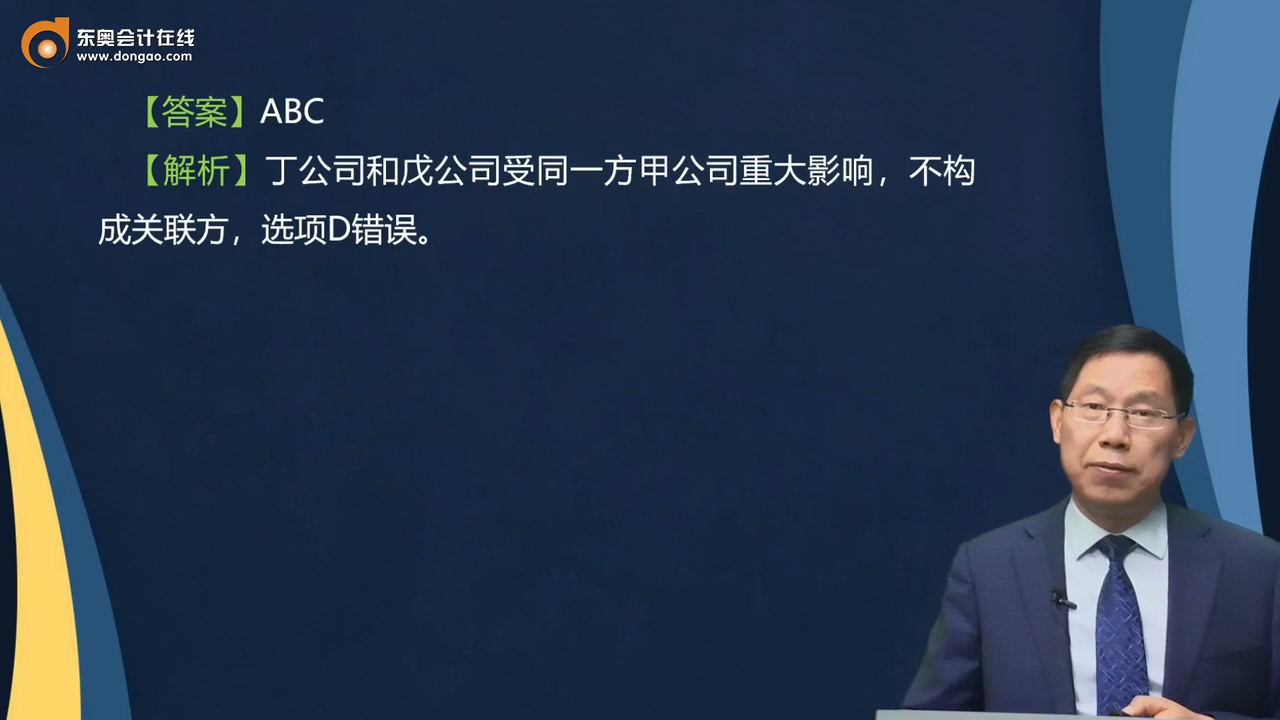 东奥会计在线
www.dongao.com
【答案】ABC
【解析】丁公司和戊公司受同一方甲公司重大影响，不构
成关联方，选项D错误。